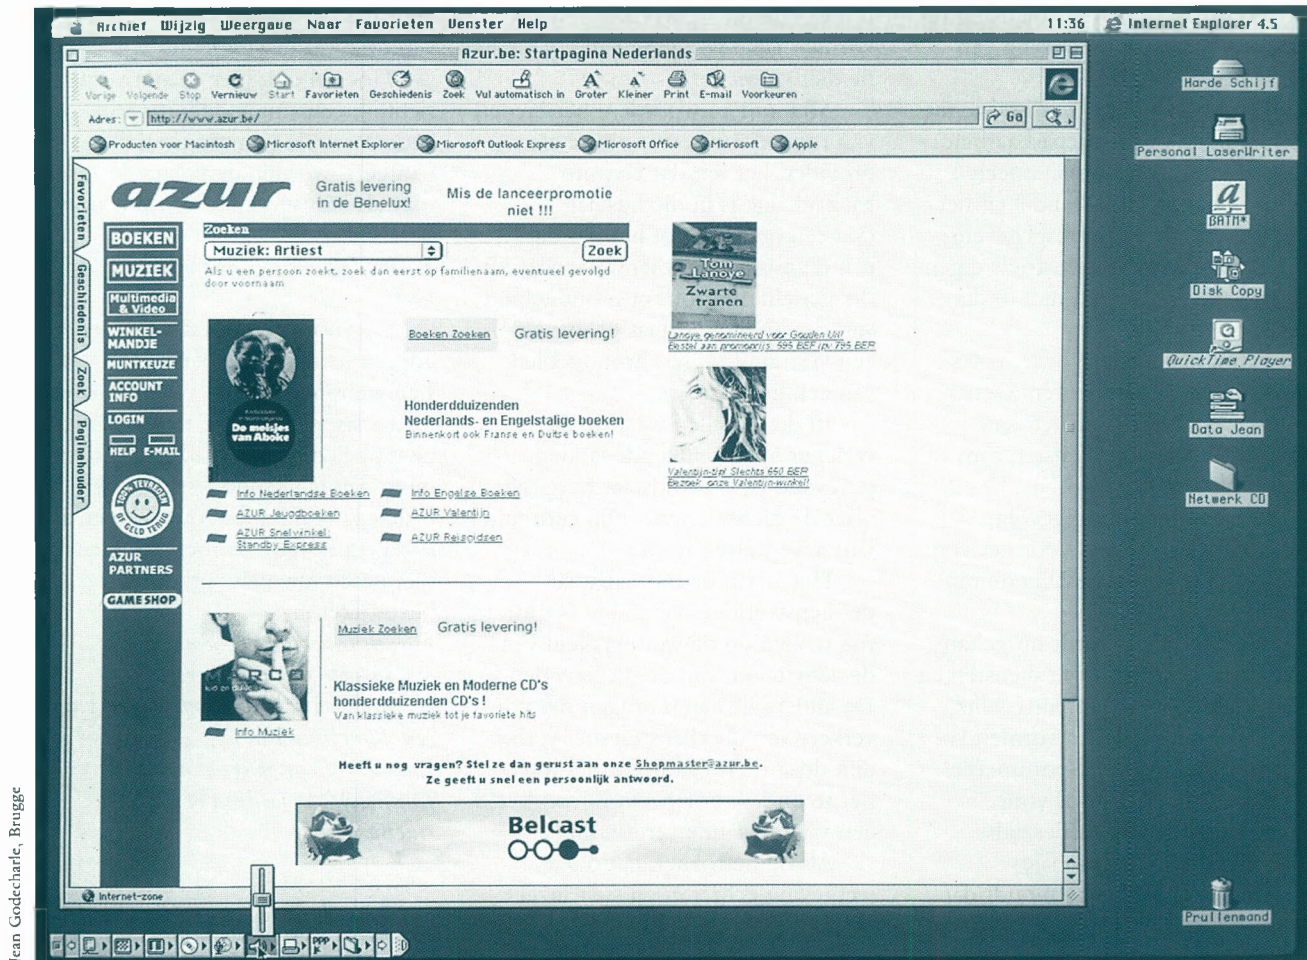 Archief Wijzig Weergave Naar Favorieten Venster Help 11:36 Internet Explorer 4.5
Azur.be: Startpagina Nederlands
Vorige Volgende Stop Vernieuw Start Favorieten Geschiedenis Zoek Vul automatisch in Groter Kleiner Print E-mail Voorkeuren
Adres: http://www.azur.be/ Ga
Producten voor Macintosh Microsoft Internet Explorer Microsoft Outlook Express Microsoft Office Microsoft Apple
Favorieten
Geschiedenis
Zoek
Paginahouder
azur
Gratis levering
in de Benelux!
Mis de lanceerpromotie
niet !!!
BOEKEN
MUZIEK
Multimedia
& Video
WINKEL-
MANDJE
MUNTKEUZE
ACCOUNT
INFO
LOGIN
HELP E-MAIL
100% TEVREDEN
OF GELD TERUG
AZUR
PARTNERS
GAMESHOP
Zoeken
Muziek: Artiest Zoek
Als u een persoon zoekt, zoek dan eerst op familienaam, eventueel gevolgd
door voornaam
De meisjes
van Aboke
Boeken Zoeken Gratis levering!
Honderdduizenden
Nederlands- en Engelstalige boeken
Binnenkort ook Franse en Duitse boeken!
Tom
Lanoye
Zwarte
tranen
Lanoye genomineerd voor Gouden Uil!
Bestel aan promoprijs: 595 BEF ipv 795 BEF
Valentijn-tip! Slechts 650 BEF
Bezoek onze Valentijn-winkel!
Info Nederlandse Boeken Info Engelse Boeken
AZUR Jeugdboeken AZUR Valentijn
AZUR Snelwinkel:
Standby Express
AZUR Reisgidsen
MARCO
Muziek Zoeken Gratis levering!
Klassieke Muziek en Moderne CD's
honderdduizenden CD's !
Van klassieke muziek tot je favoriete hits
Info Muziek
Heeft u nog vragen? Stel ze dan gerust aan onze Shopmaster@azur.be.
Ze geeft u snel een persoonlijk antwoord.
Belcast
Internet-zone
PPP
Harde Schijf
Personal LaserWriter
a
BATM*
Disk Copy
QuickTime Player
Data Jean
Netwerk CD
Prullenmand
Jean Godecharle, Brugge